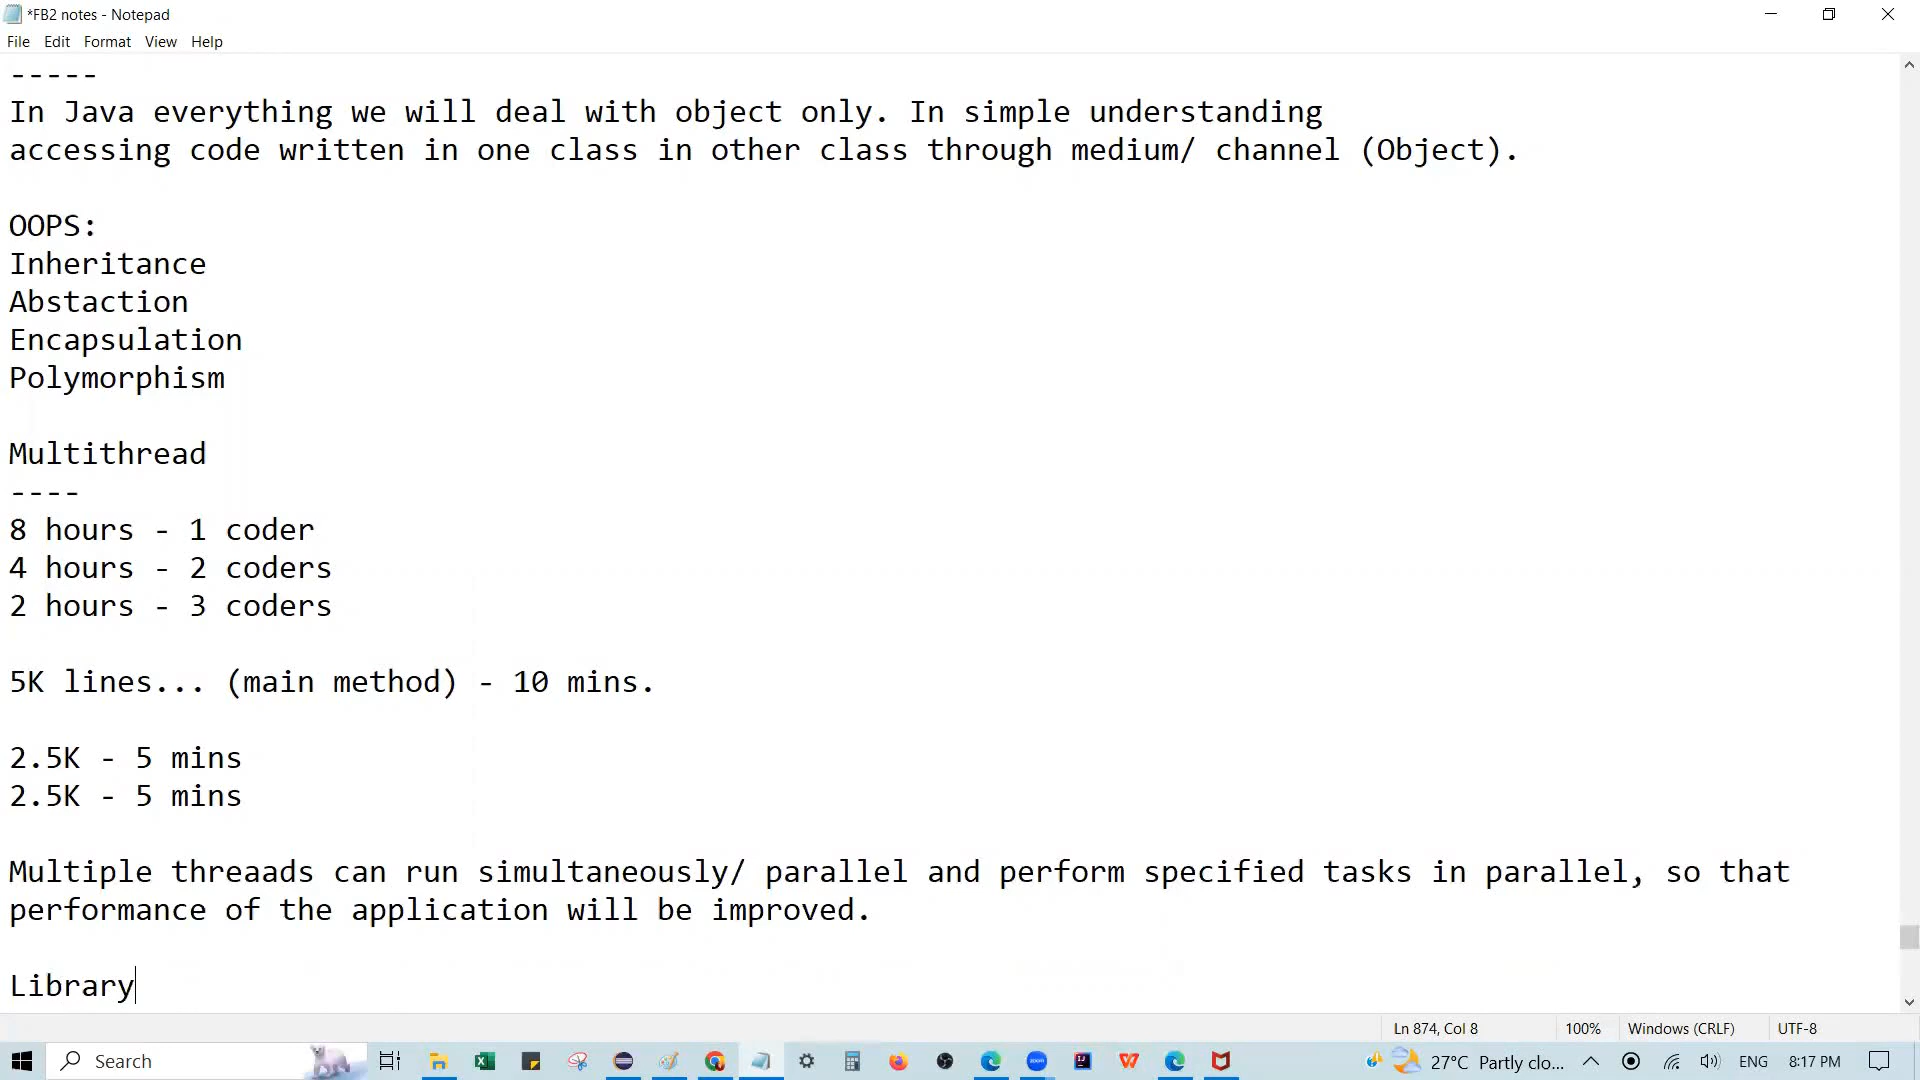 *FB2 notes - Notepad
File Edit Format View Help
-----
In Java everything we will deal with object only. In simple understanding
accessing code written in one class in other class through medium/ channel (Object).
OOPS:
Inheritance
Abstaction
Encapsulation
Polymorphism
Multithread
----
8 hours - 1 coder
4 hours - 2 coders
2 hours - 3 coders
5K lines... (main method) - 10 mins.
2.5K - 5 mins
2.5K - 5 mins
Multiple threaads can run simultaneously/ parallel and perform specified tasks in parallel, so that
performance of the application will be improved.
Library
Ln 874, Col 8 100% Windows (CRLF) UTF-8
Search 27°C Partly clo... ENG 8:17 PM